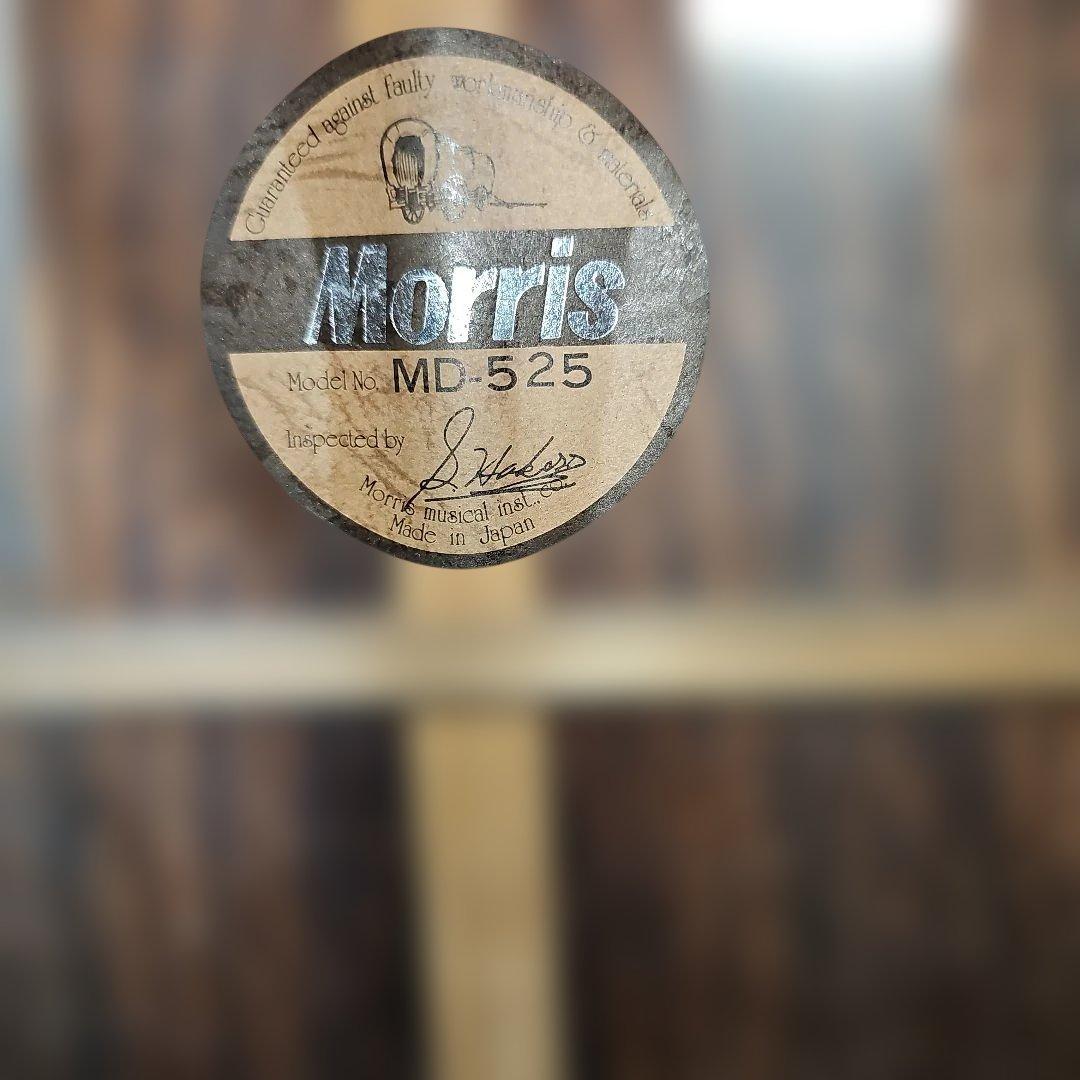 Guaranteed against faulty workmanship & materials
Morris
Model No. MD-525
Inspected by
Morris musical inst., co.
Made in Japan